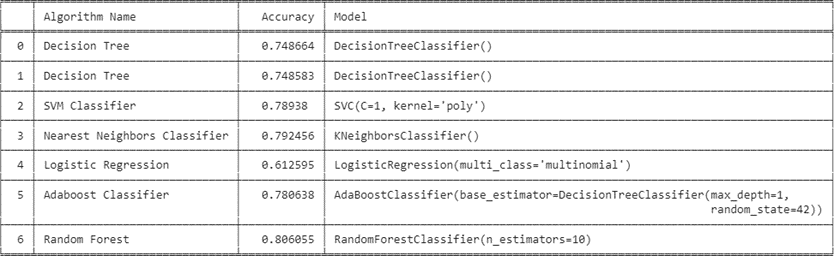 Algorithm Name Accuracy Model
0 Decision Tree 0.748664 DecisionTreeClassifier()
1 Decision Tree 0.748583 DecisionTreeClassifier()
2 SVM Classifier 0.78938 SVC(C=1, kernel='poly')
3 Nearest Neighbors Classifier 0.792456 KNeighborsClassifier()
4 Logistic Regression 0.612595 LogisticRegression(multi_class='multinomial')
5 Adaboost Classifier 0.780638 AdaBoostClassifier(base_estimator=DecisionTreeClassifier(max_depth=1,
random_state=42))
6 Random Forest 0.806055 RandomForestClassifier(n_estimators=10)